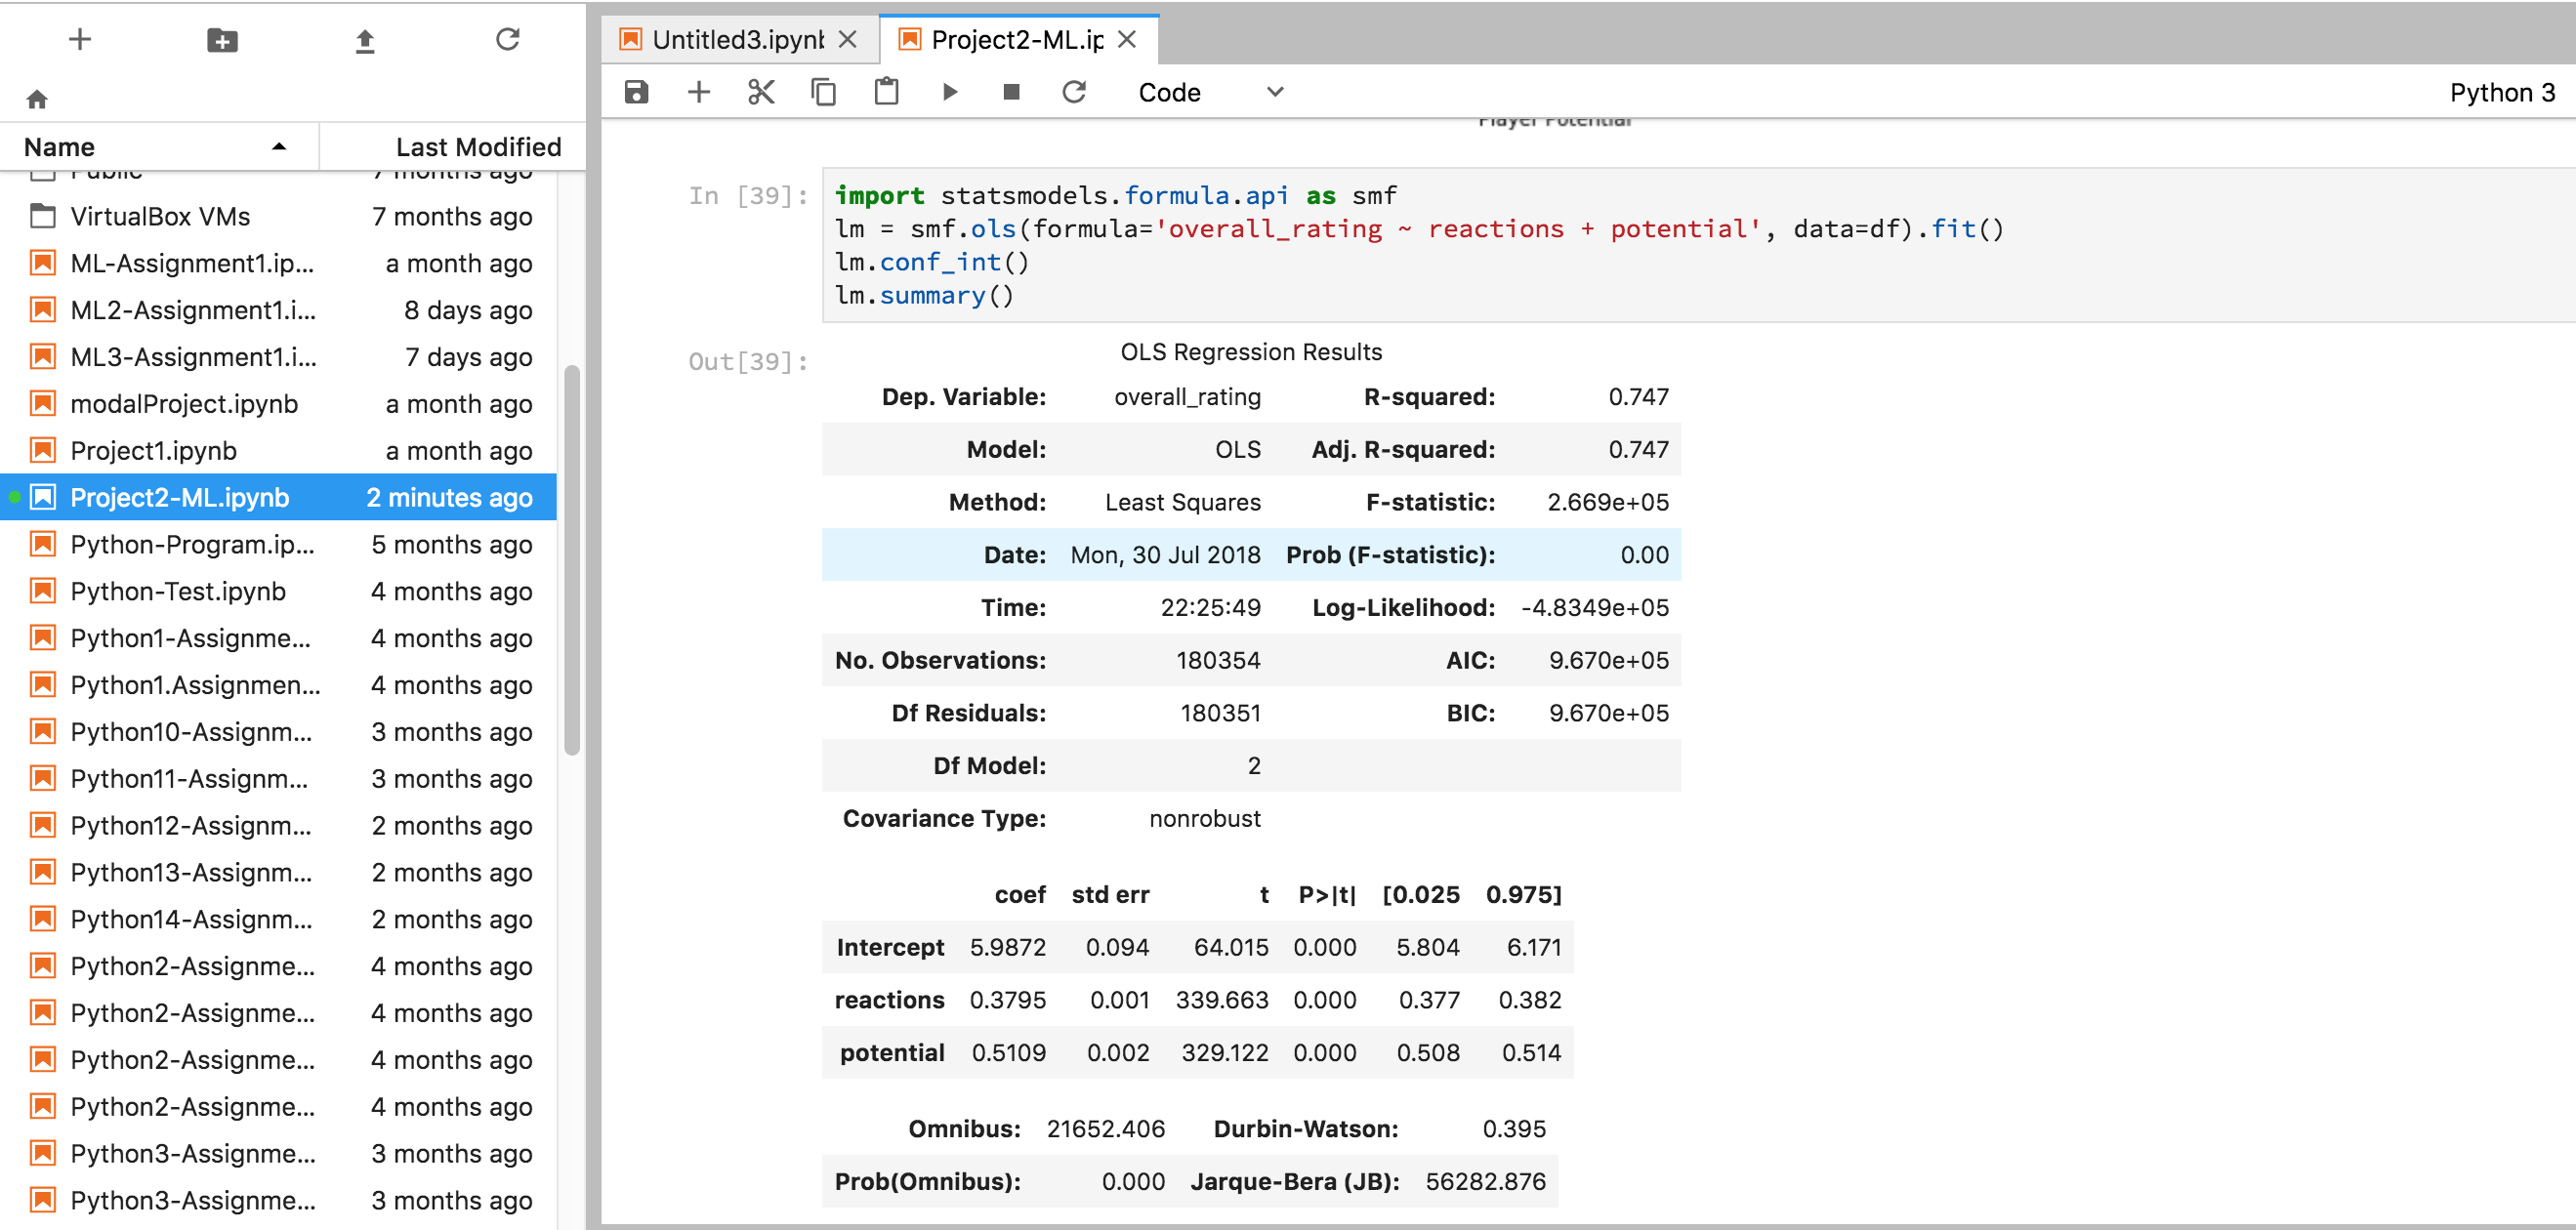 Name Last Modified
Public 7 months ago
VirtualBox VMs 7 months ago
ML-Assignment1.ip... a month ago
ML2-Assignment1.i... 8 days ago
ML3-Assignment1.i... 7 days ago
modalProject.ipynb a month ago
Project1.ipynb a month ago
Project2-ML.ipynb 2 minutes ago
Python-Program.ip... 5 months ago
Python-Test.ipynb 4 months ago
Python1-Assignme... 4 months ago
Python1.Assignmen... 4 months ago
Python10-Assignm... 3 months ago
Python11-Assignm... 3 months ago
Python12-Assignm... 2 months ago
Python13-Assignm... 2 months ago
Python14-Assignm... 2 months ago
Python2-Assignme... 4 months ago
Python2-Assignme... 4 months ago
Python2-Assignme... 4 months ago
Python2-Assignme... 4 months ago
Python3-Assignme... 3 months ago
Python3-Assignme... 3 months ago
Untitled3.ipynb Project2-ML.ip
Code Python 3
Player Potential
In [39]: import statsmodels.formula.api as smf
lm = smf.ols(formula='overall_rating ~ reactions + potential', data=df).fit()
lm.conf_int()
lm.summary()
Out[39]: OLS Regression Results
Dep. Variable: overall_rating R-squared: 0.747
Model: OLS Adj. R-squared: 0.747
Method: Least Squares F-statistic: 2.669e+05
Date: Mon, 30 Jul 2018 Prob (F-statistic): 0.00
Time: 22:25:49 Log-Likelihood: -4.8349e+05
No. Observations: 180354 AIC: 9.670e+05
Df Residuals: 180351 BIC: 9.670e+05
Df Model: 2
Covariance Type: nonrobust
coef std err t P>|t| [0.025 0.975]
Intercept 5.9872 0.094 64.015 0.000 5.804 6.171
reactions 0.3795 0.001 339.663 0.000 0.377 0.382
potential 0.5109 0.002 329.122 0.000 0.508 0.514
Omnibus: 21652.406 Durbin-Watson: 0.395
Prob(Omnibus): 0.000 Jarque-Bera (JB): 56282.876